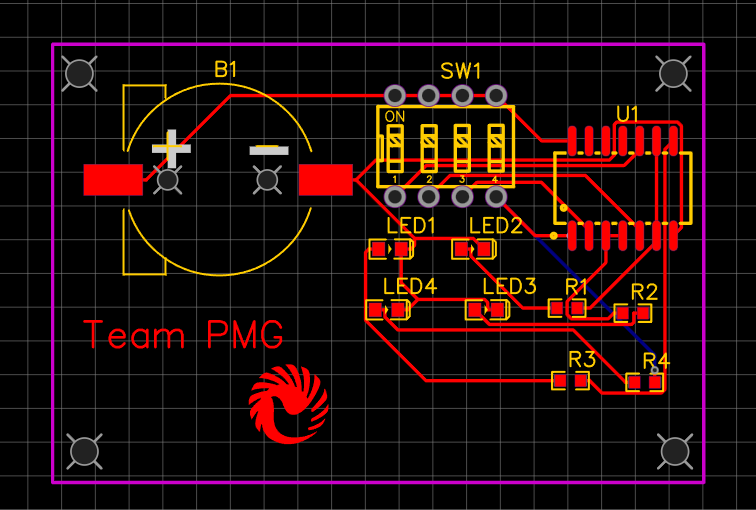 B1
SW1
U1
ON
1 2 3 4
LED1 LED2
LED4 LED3
R1
R2
Team PMG
R3
R4